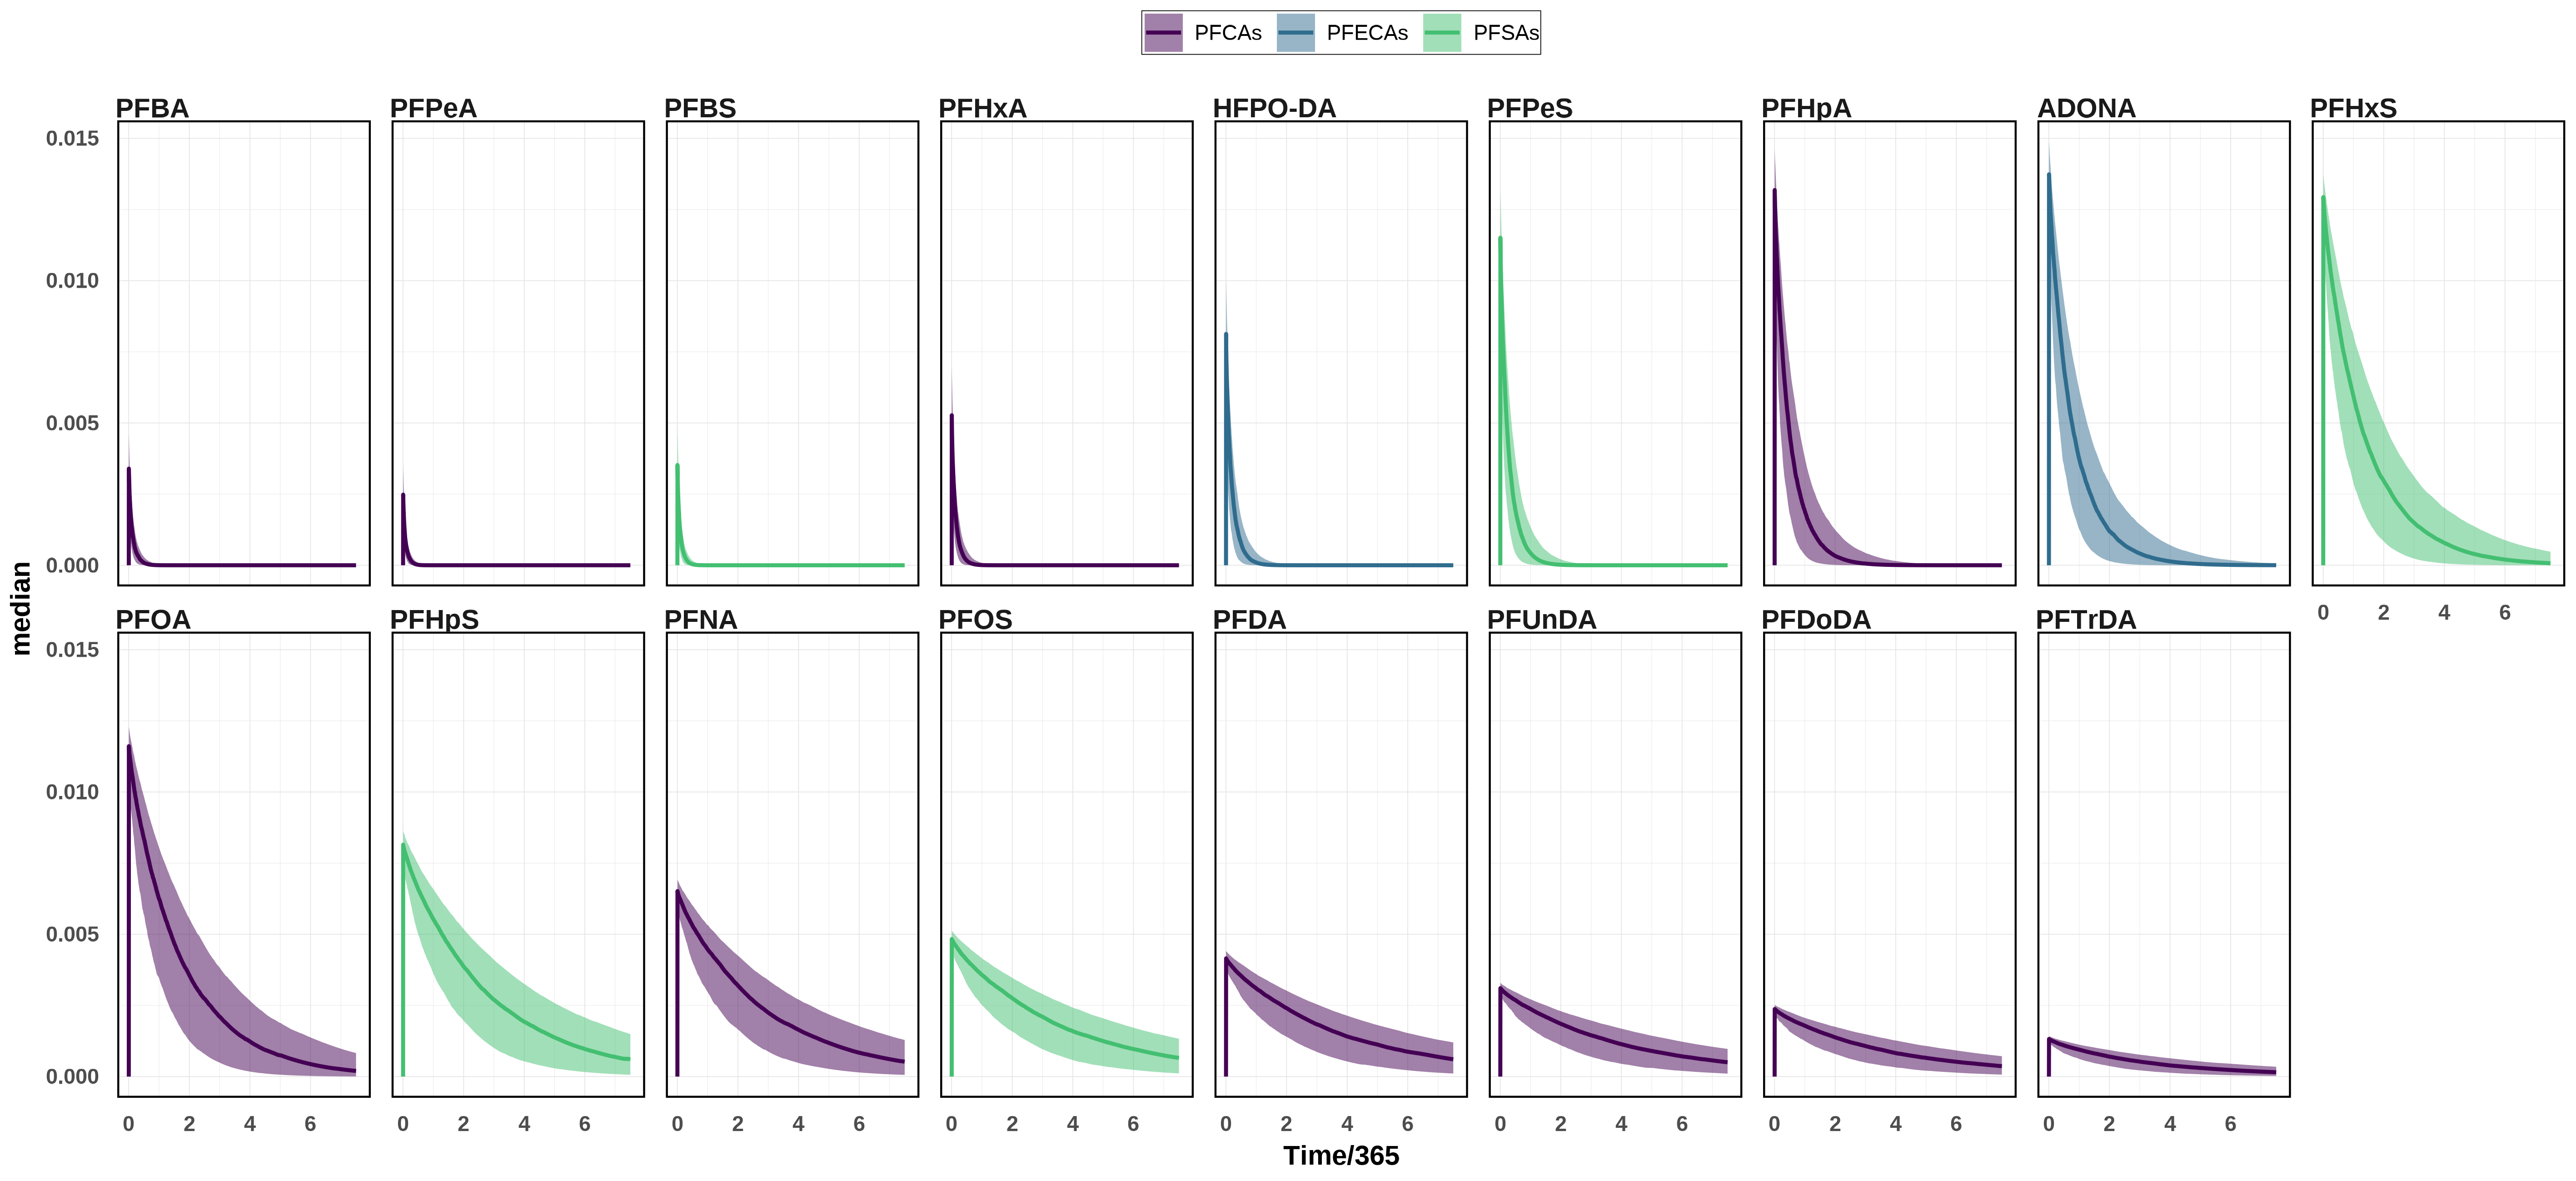 PFCAs PFECAs PFSAs
PFBA PFPeA PFBS PFHxA HFPO-DA PFPeS PFHpA ADONA PFHxS
0.015
0.010
0.005
0.000
0 2 4 6
median
PFOA PFHpS PFNA PFOS PFDA PFUnDA PFDoDA PFTrDA
0.015
0.010
0.005
0.000
0 2 4 6 0 2 4 6 0 2 4 6 0 2 4 6 0 2 4 6 0 2 4 6 0 2 4 6 0 2 4 6
Time/365